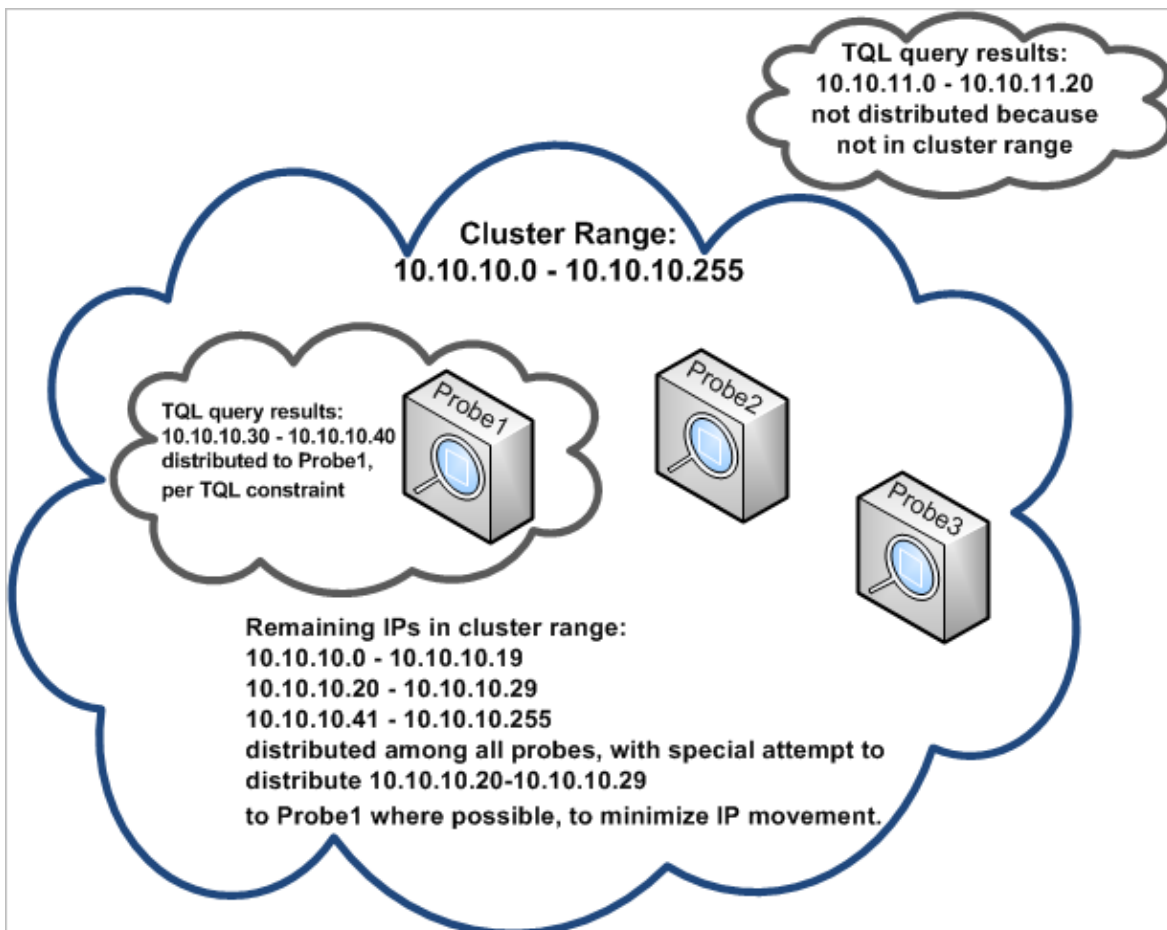 TQL query results:
10.10.11.0 - 10.10.11.20
not distributed because
not in cluster range
Cluster Range:
10.10.10.0 - 10.10.10.255
TQL query results:
10.10.10.30 - 10.10.10.40
distributed to Probe1,
per TQL constraint
Probe1
Probe2
Probe3
Remaining IPs in cluster range:
10.10.10.0 - 10.10.10.19
10.10.10.20 - 10.10.10.29
10.10.10.41 - 10.10.10.255
distributed among all probes, with special attempt to
distribute 10.10.10.20-10.10.10.29
to Probe1 where possible, to minimize IP movement.